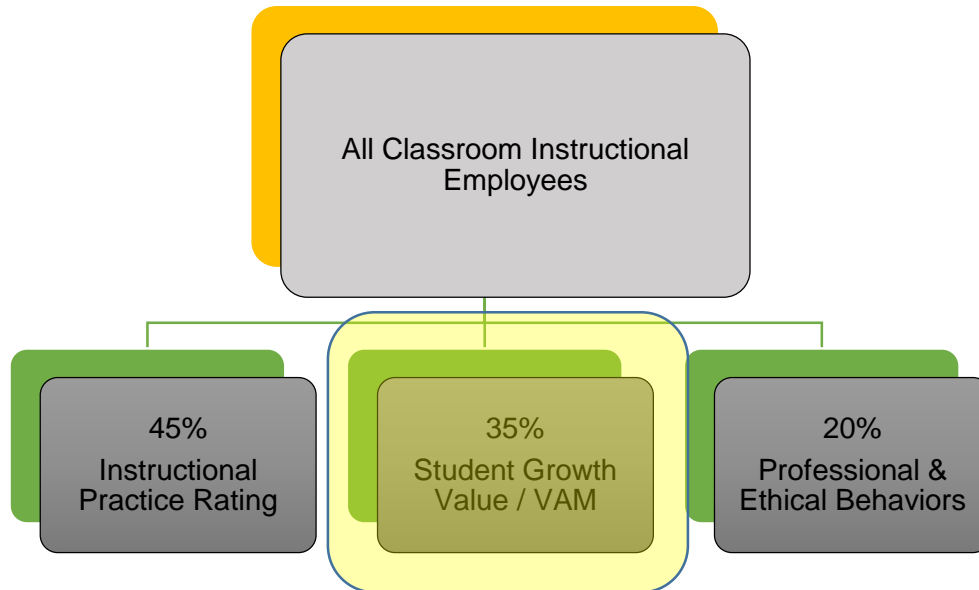 All Classroom Instructional
Employees
45%
Instructional
Practice Rating
35%
Student Growth
Value / VAM
20%
Professional &
Ethical Behaviors